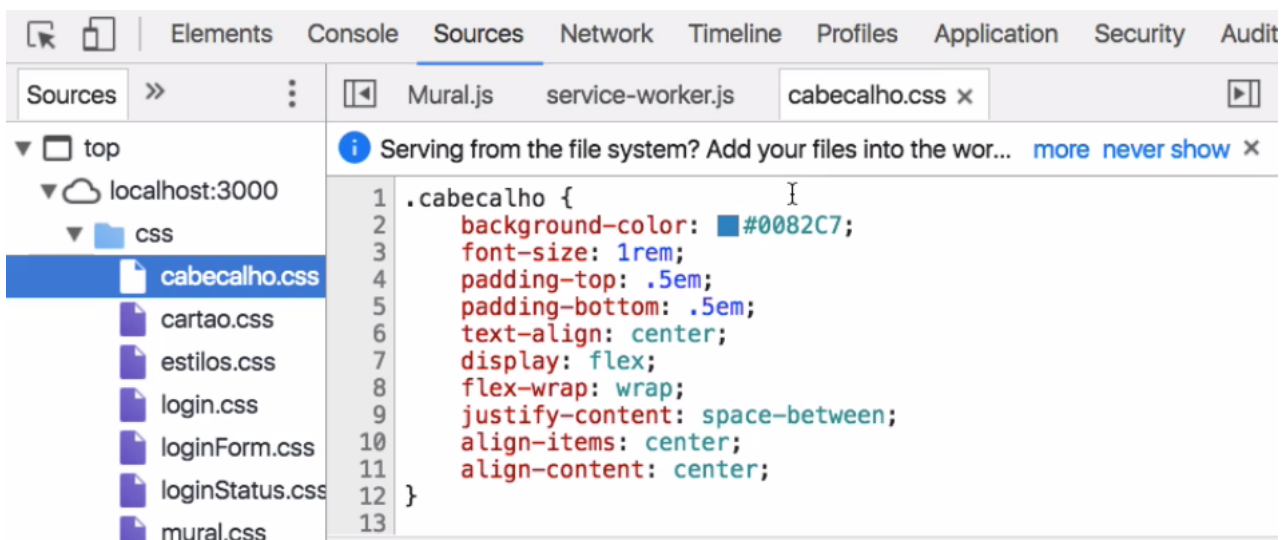 Elements Console Sources Network Timeline Profiles Application Security Audit
Sources »
Mural.js service-worker.js cabecalho.css ×
top
localhost:3000
css
cabecalho.css
cartao.css
estilos.css
login.css
loginForm.css
loginStatus.css
mural.css
i Serving from the file system? Add your files into the wor... more never show ×
1 .cabecalho {
2 background-color: #0082C7;
3 font-size: 1rem;
4 padding-top: .5em;
5 padding-bottom: .5em;
6 text-align: center;
7 display: flex;
8 flex-wrap: wrap;
9 justify-content: space-between;
10 align-items: center;
11 align-content: center;
12 }
13